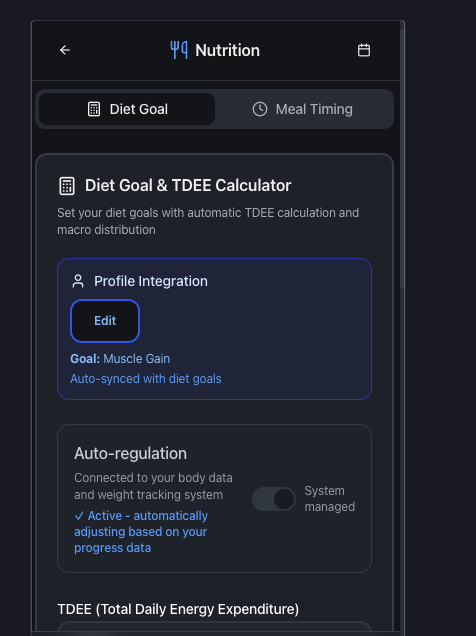 Nutrition
Diet Goal
Meal Timing
Diet Goal & TDEE Calculator
Set your diet goals with automatic TDEE calculation and
macro distribution
Profile Integration
Edit
Goal: Muscle Gain
Auto-synced with diet goals
Auto-regulation
Connected to your body data
and weight tracking system
✓ Active - automatically
adjusting based on your
progress data
System
managed
TDEE (Total Daily Energy Expenditure)